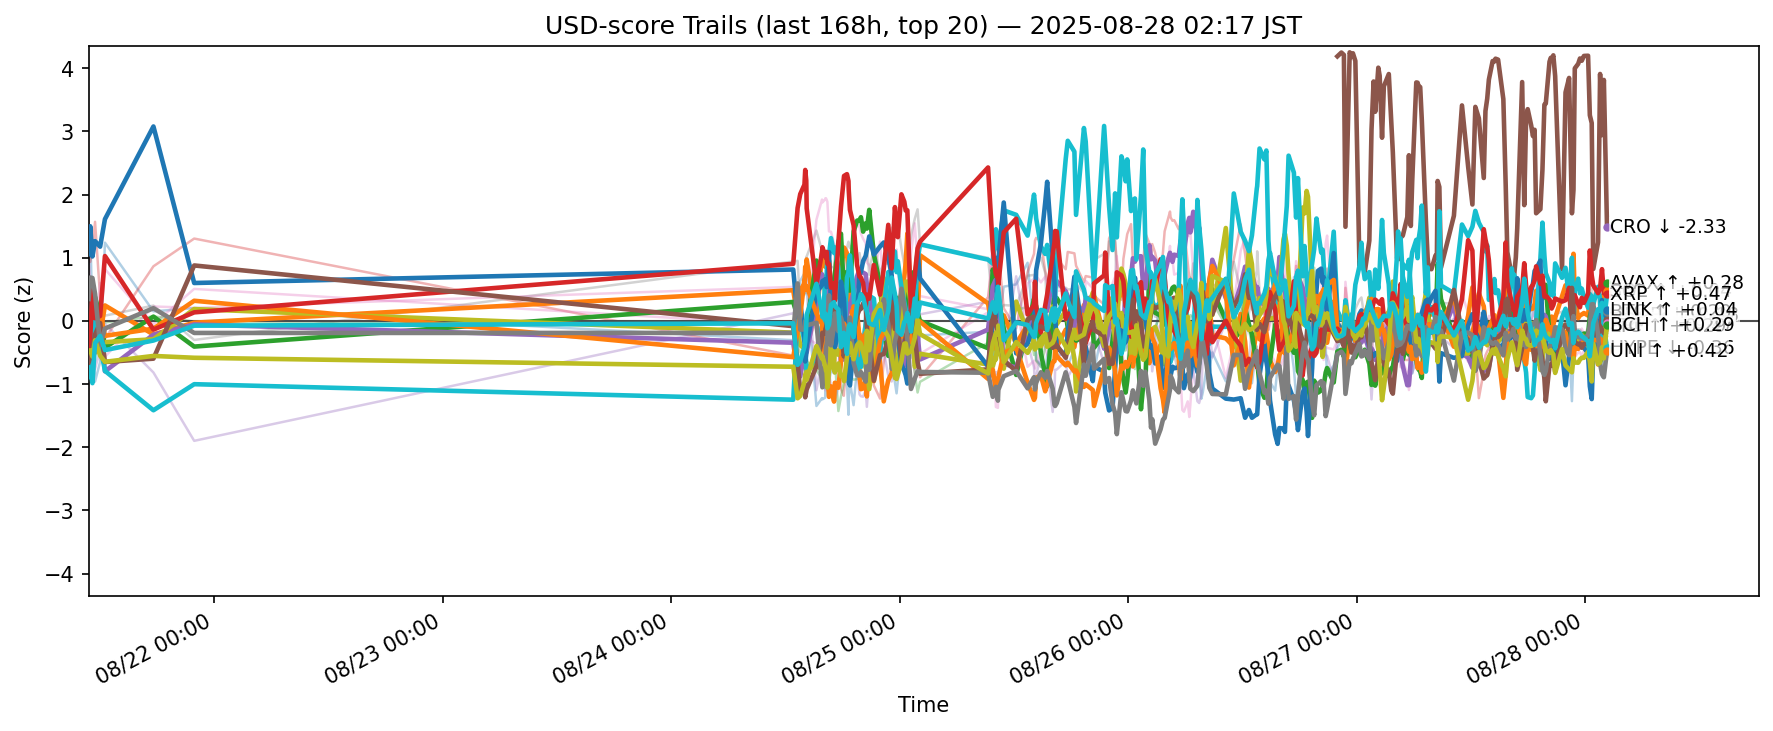 USD-score Trails (last 168h, top 20) — 2025-08-28 02:17 JST
Score (z)
4
3
2
1
0
−1
−2
−3
−4
CRO ↓ -2.33
AVAX ↑ +0.28
XRP ↑ +0.47
LINK ↑ +0.04
BCH ↑ +0.29
UNI ↑ +0.42
08/22 00:00
08/23 00:00
08/24 00:00
08/25 00:00
08/26 00:00
08/27 00:00
08/28 00:00
Time